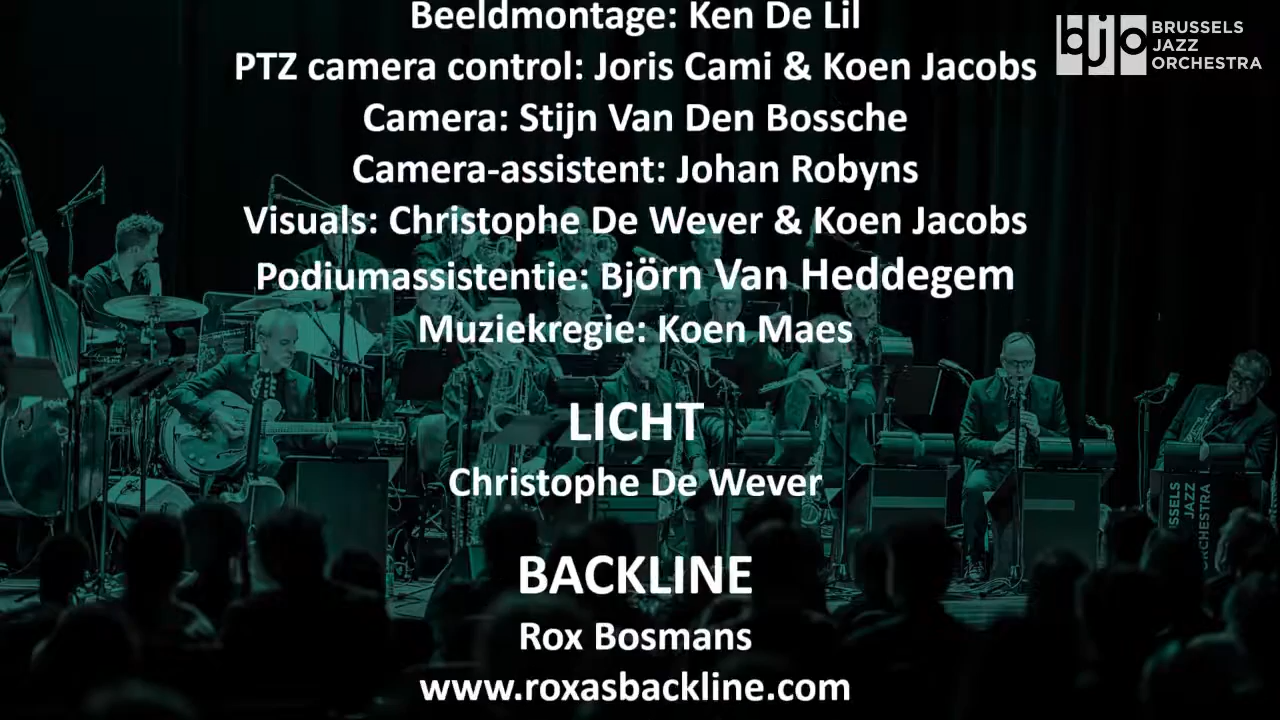 Beeldmontage: Ken De Lil
bjo
BRUSSELS
JAZZ
ORCHESTRA
PTZ camera control: Joris Cami & Koen Jacobs
Camera: Stijn Van Den Bossche
Camera-assistent: Johan Robyns
Visuals: Christophe De Wever & Koen Jacobs
Podiumassistentie: Björn Van Heddegem
Muziekregie: Koen Maes
LICHT
Christophe De Wever
BACKLINE
Rox Bosmans
www.roxasbackline.com
JAZZ